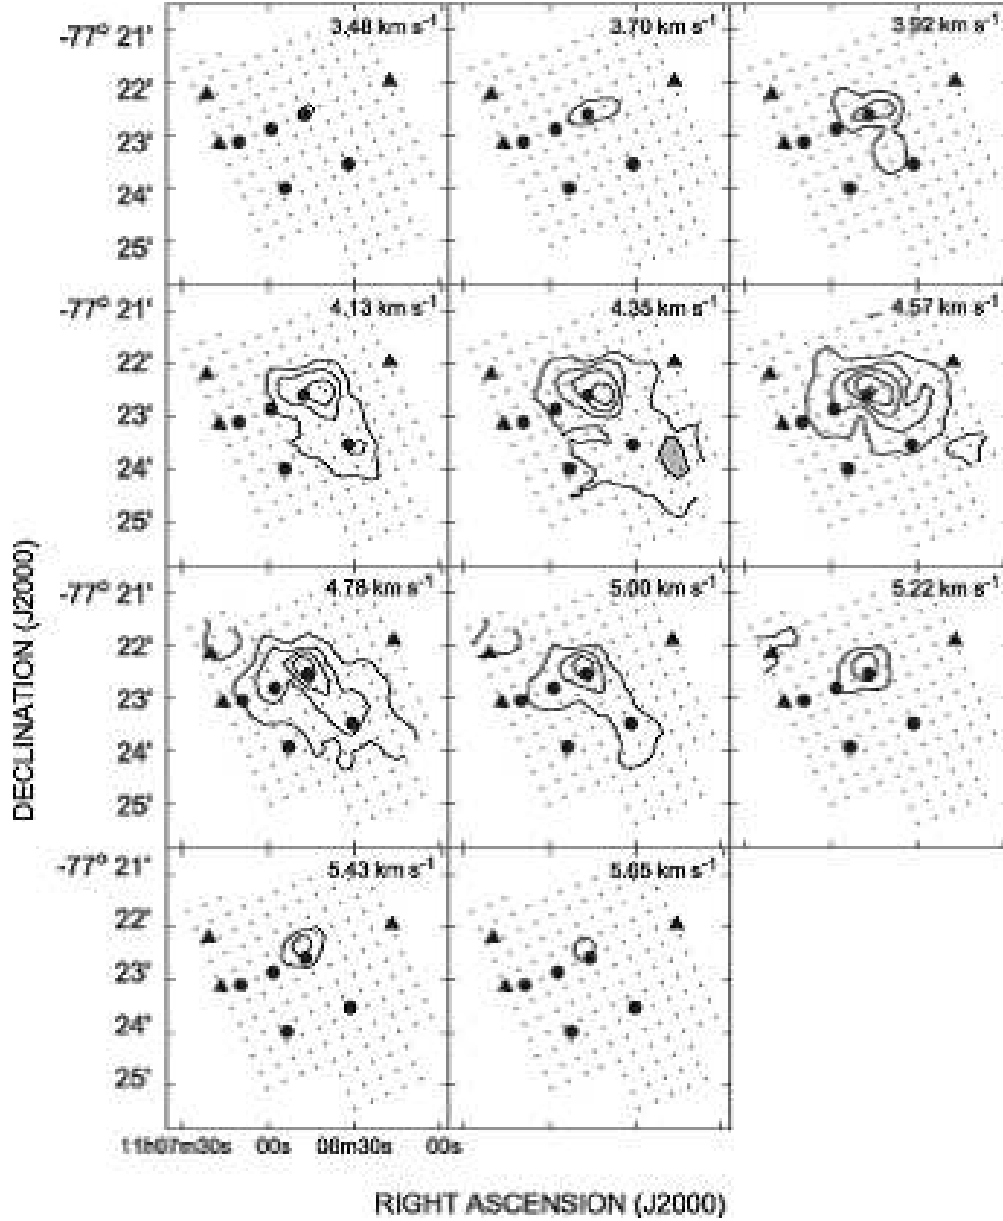 3.48 km s⁻¹
3.70 km s⁻¹
3.92 km s⁻¹
-77° 21'
22'
23'
24'
25'
4.13 km s⁻¹
4.35 km s⁻¹
4.57 km s⁻¹
-77° 21'
22'
23'
24'
25'
4.78 km s⁻¹
5.00 km s⁻¹
5.22 km s⁻¹
-77° 21'
22'
23'
24'
25'
5.43 km s⁻¹
5.65 km s⁻¹
-77° 21'
22'
23'
24'
25'
11h07m30s 00s 06m30s 00s
DECLINATION (J2000)
RIGHT ASCENSION (J2000)